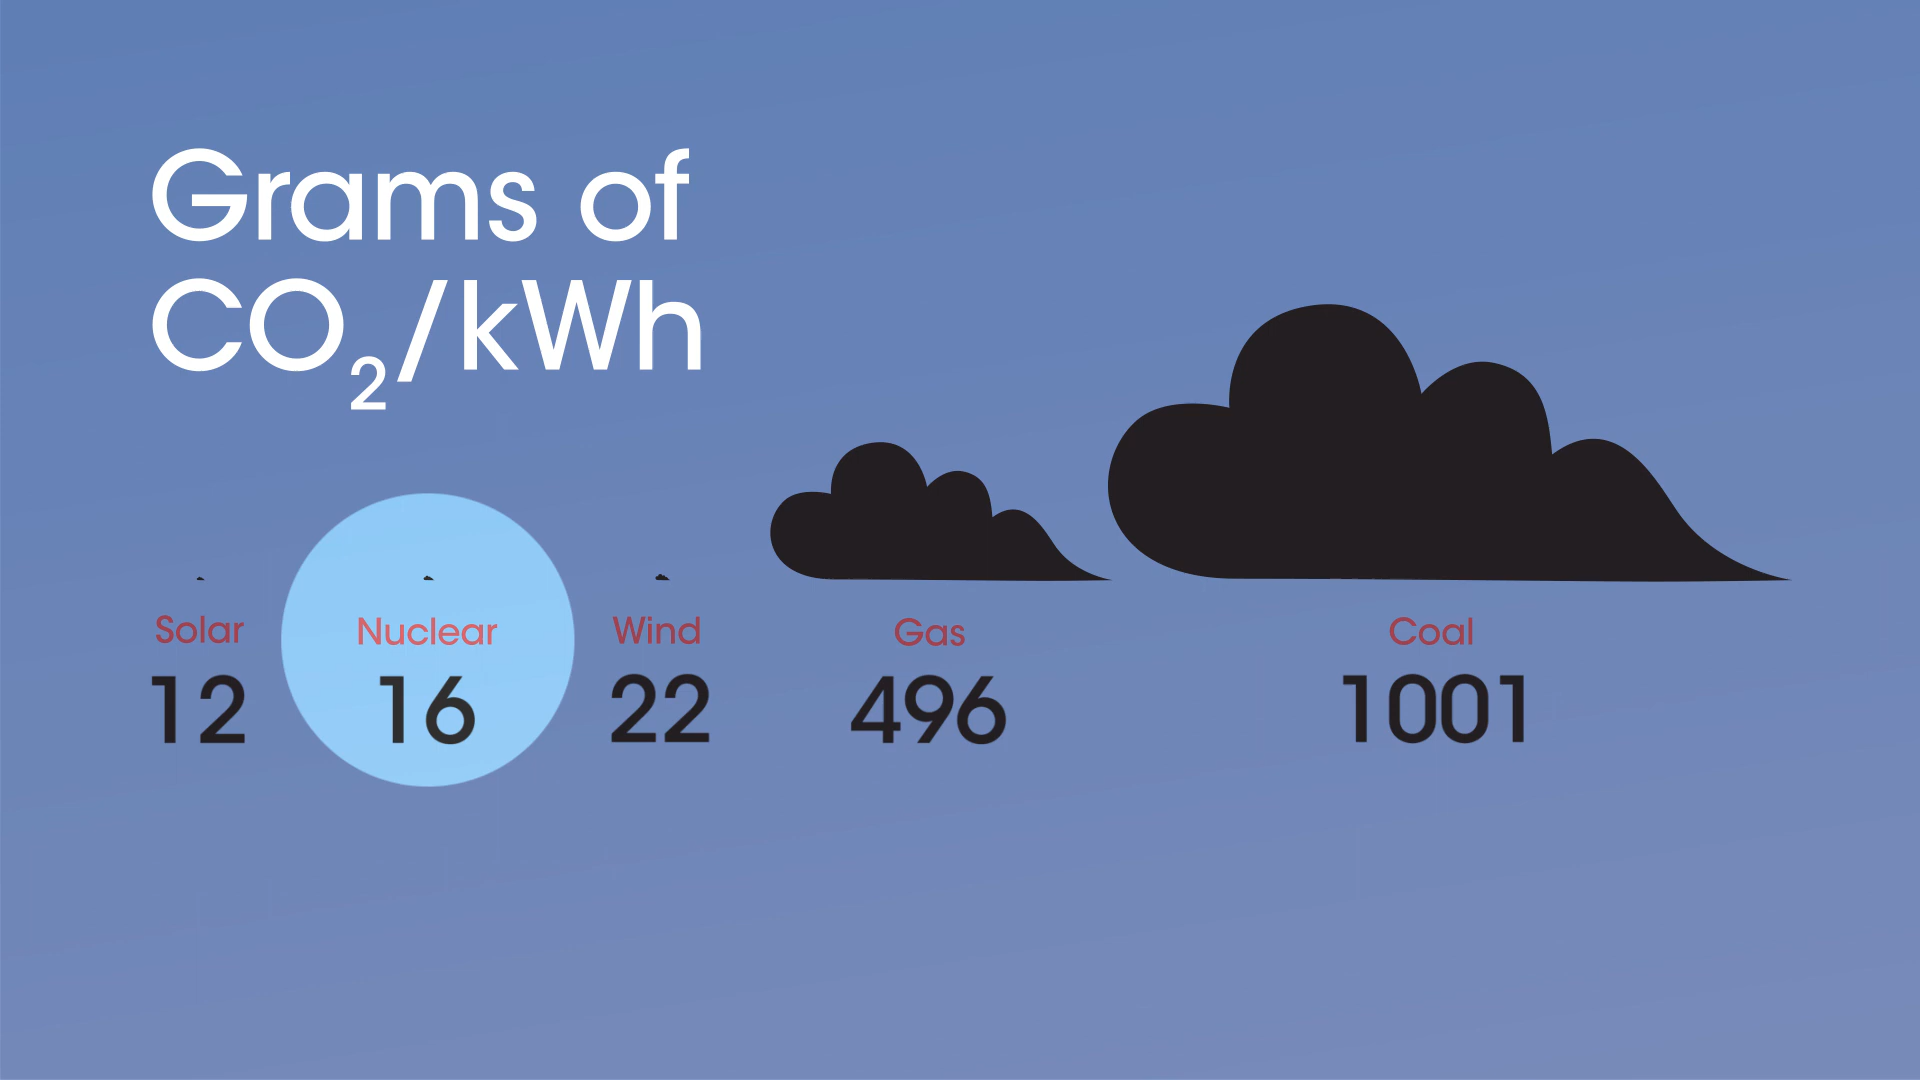 Grams of
CO₂/kWh
Solar
12
Nuclear
16
Wind
22
Gas
496
Coal
1001